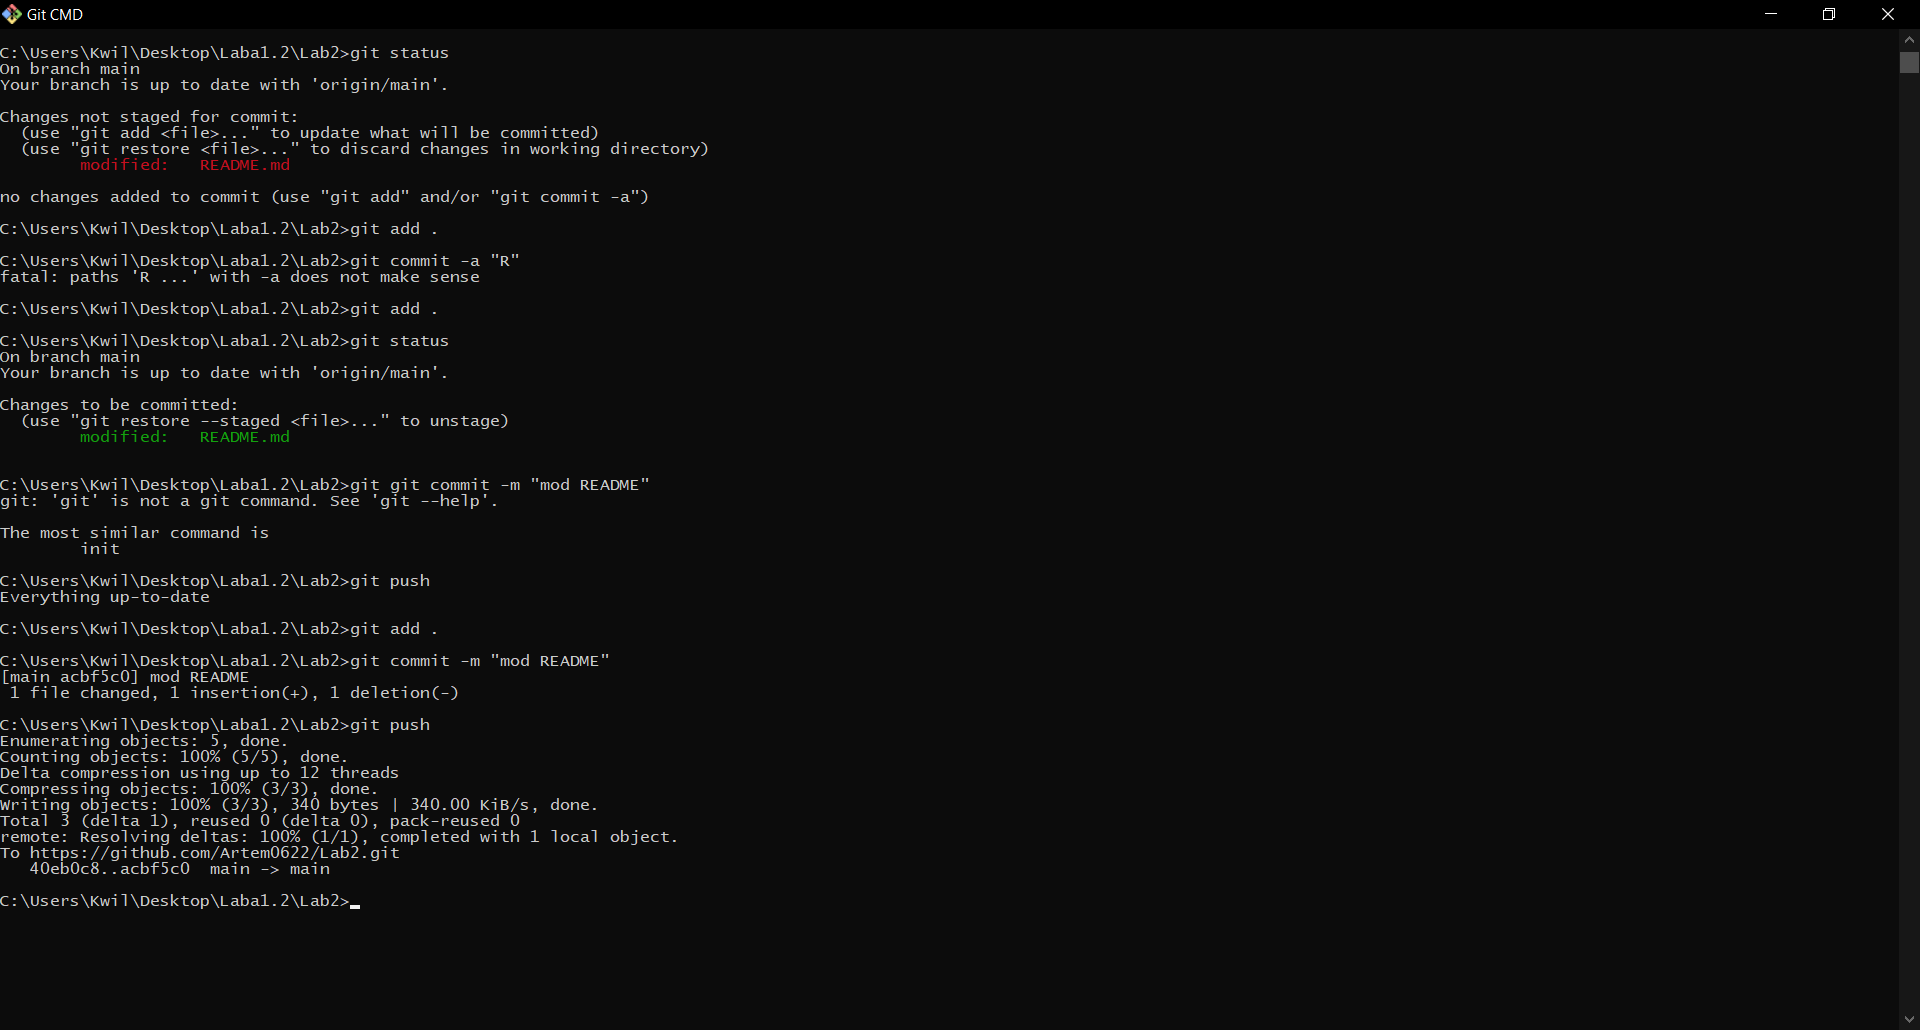 Git CMD
C:\Users\Kwil\Desktop\Laba1.2\Lab2>git status
On branch main
Your branch is up to date with 'origin/main'.
Changes not staged for commit:
  (use "git add <file>..." to update what will be committed)
  (use "git restore <file>..." to discard changes in working directory)
        modified:   README.md
no changes added to commit (use "git add" and/or "git commit -a")
C:\Users\Kwil\Desktop\Laba1.2\Lab2>git add .
C:\Users\Kwil\Desktop\Laba1.2\Lab2>git commit -a "R"
fatal: paths 'R ...' with -a does not make sense
C:\Users\Kwil\Desktop\Laba1.2\Lab2>git add .
C:\Users\Kwil\Desktop\Laba1.2\Lab2>git status
On branch main
Your branch is up to date with 'origin/main'.
Changes to be committed:
  (use "git restore --staged <file>..." to unstage)
        modified:   README.md
C:\Users\Kwil\Desktop\Laba1.2\Lab2>git git commit -m "mod README"
git: 'git' is not a git command. See 'git --help'.
The most similar command is
        init
C:\Users\Kwil\Desktop\Laba1.2\Lab2>git push
Everything up-to-date
C:\Users\Kwil\Desktop\Laba1.2\Lab2>git add .
C:\Users\Kwil\Desktop\Laba1.2\Lab2>git commit -m "mod README"
[main acbf5c0] mod README
 1 file changed, 1 insertion(+), 1 deletion(-)
C:\Users\Kwil\Desktop\Laba1.2\Lab2>git push
Enumerating objects: 5, done.
Counting objects: 100% (5/5), done.
Delta compression using up to 12 threads
Compressing objects: 100% (3/3), done.
Writing objects: 100% (3/3), 340 bytes | 340.00 KiB/s, done.
Total 3 (delta 1), reused 0 (delta 0), pack-reused 0
remote: Resolving deltas: 100% (1/1), completed with 1 local object.
To https://github.com/Artem0622/Lab2.git
   40eb0c8..acbf5c0  main -> main
C:\Users\Kwil\Desktop\Laba1.2\Lab2>